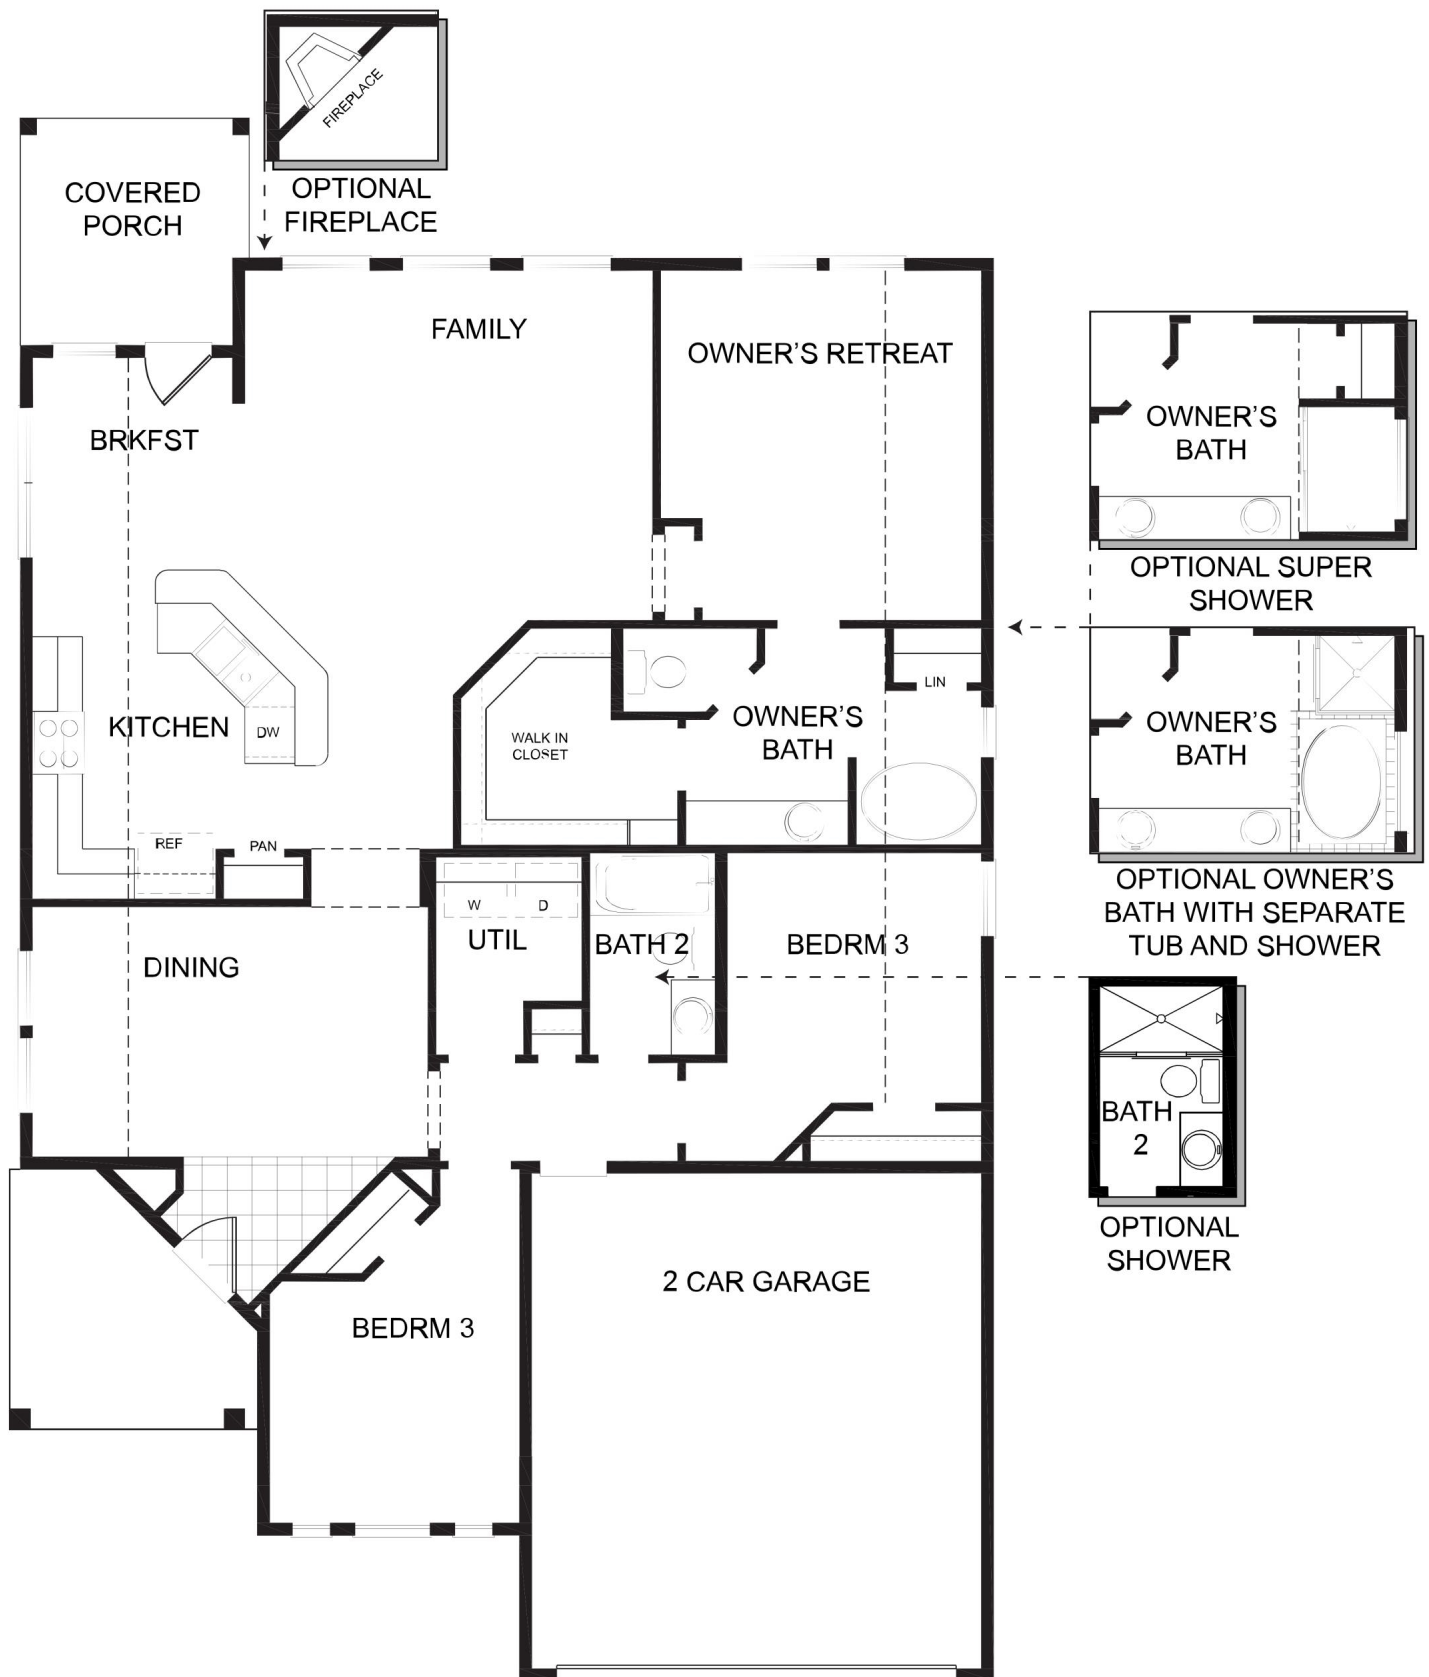 FIREPLACE
OPTIONAL
FIREPLACE
COVERED
PORCH
FAMILY
OWNER'S RETREAT
BRKFST
OWNER'S
BATH
OPTIONAL SUPER
SHOWER
KITCHEN
DW
WALK IN
CLOSET
OWNER'S
BATH
LIN
OWNER'S
BATH
REF
PAN
OPTIONAL OWNER'S
BATH WITH SEPARATE
TUB AND SHOWER
W
D
UTIL
BATH 2
BEDRM 3
DINING
BATH
2
OPTIONAL
SHOWER
2 CAR GARAGE
BEDRM 3